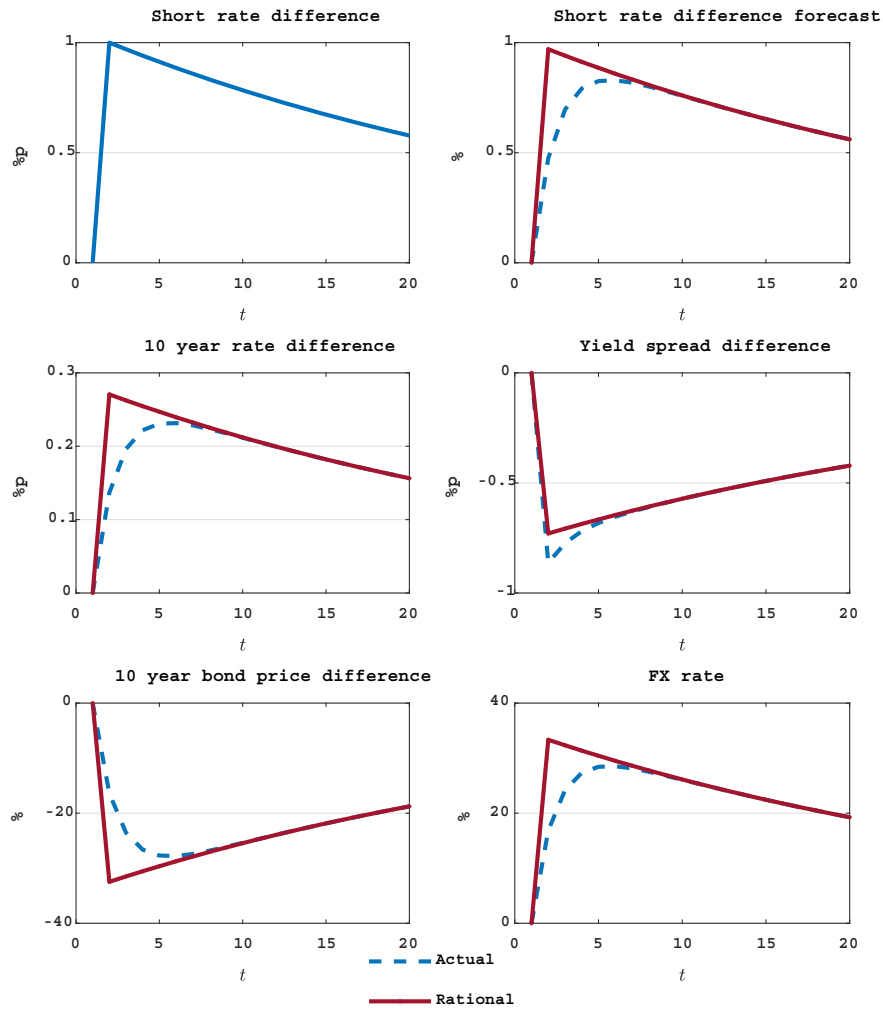 Short rate difference
1
0.5
0
%p
0 5 10 15 20
t
Short rate difference forecast
1
0.5
0
%
0 5 10 15 20
t
10 year rate difference
0.3
0.2
0.1
0
%p
0 5 10 15 20
t
Yield spread difference
0
-0.5
-1
%p
0 5 10 15 20
t
10 year bond price difference
0
-20
-40
%
0 5 10 15 20
t
FX rate
40
20
0
%
0 5 10 15 20
t
Actual
Rational